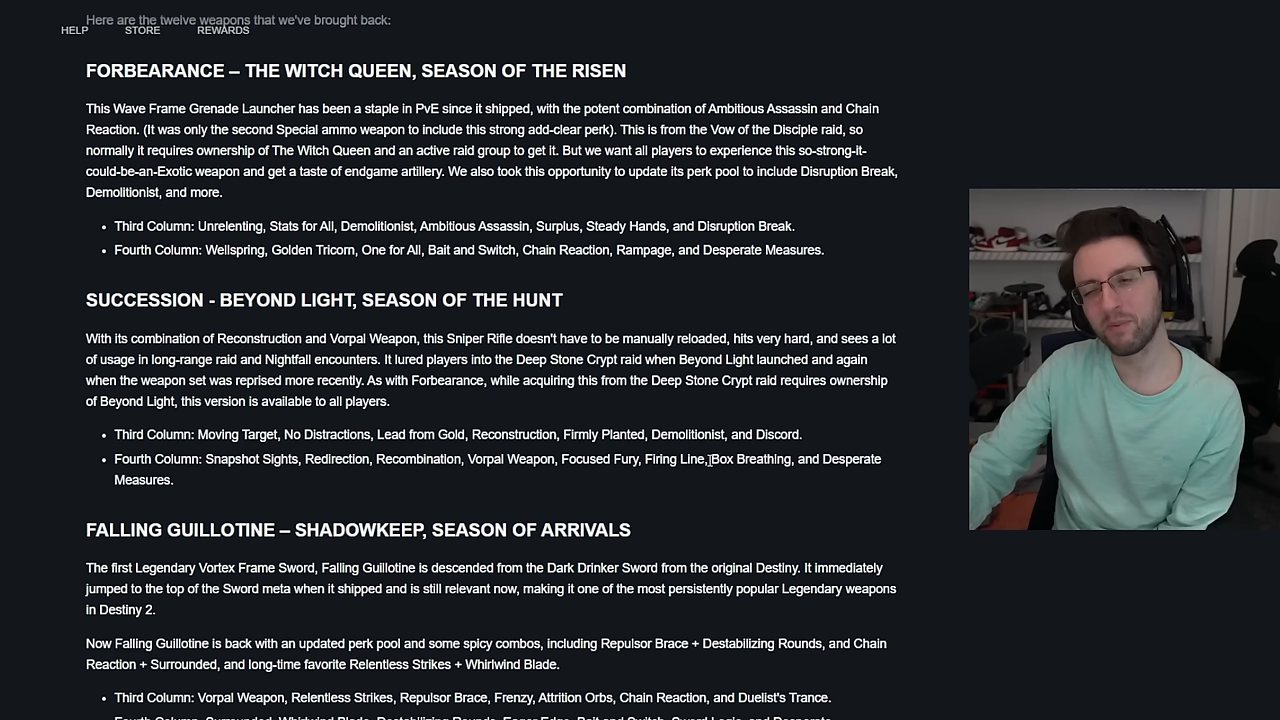 Here are the twelve weapons that we've brought back:
HELP STORE REWARDS
FORBEARANCE – THE WITCH QUEEN, SEASON OF THE RISEN
This Wave Frame Grenade Launcher has been a staple in PvE since it shipped, with the potent combination of Ambitious Assassin and Chain
Reaction. (It was only the second Special ammo weapon to include this strong add-clear perk). This is from the Vow of the Disciple raid, so
normally it requires ownership of The Witch Queen and an active raid group to get it. But we want all players to experience this so-strong-it-
could-be-an-Exotic weapon and get a taste of endgame artillery. We also took this opportunity to update its perk pool to include Disruption Break,
Demolitionist, and more.
• Third Column: Unrelenting, Stats for All, Demolitionist, Ambitious Assassin, Surplus, Steady Hands, and Disruption Break.
• Fourth Column: Wellspring, Golden Tricorn, One for All, Bait and Switch, Chain Reaction, Rampage, and Desperate Measures.
SUCCESSION - BEYOND LIGHT, SEASON OF THE HUNT
With its combination of Reconstruction and Vorpal Weapon, this Sniper Rifle doesn't have to be manually reloaded, hits very hard, and sees a lot
of usage in long-range raid and Nightfall encounters. It lured players into the Deep Stone Crypt raid when Beyond Light launched and again
when the weapon set was reprised more recently. As with Forbearance, while acquiring this from the Deep Stone Crypt raid requires ownership
of Beyond Light, this version is available to all players.
• Third Column: Moving Target, No Distractions, Lead from Gold, Reconstruction, Firmly Planted, Demolitionist, and Discord.
• Fourth Column: Snapshot Sights, Redirection, Recombination, Vorpal Weapon, Focused Fury, Firing Line, Box Breathing, and Desperate
Measures.
FALLING GUILLOTINE – SHADOWKEEP, SEASON OF ARRIVALS
The first Legendary Vortex Frame Sword, Falling Guillotine is descended from the Dark Drinker Sword from the original Destiny. It immediately
jumped to the top of the Sword meta when it shipped and is still relevant now, making it one of the most persistently popular Legendary weapons
in Destiny 2.
Now Falling Guillotine is back with an updated perk pool and some spicy combos, including Repulsor Brace + Destabilizing Rounds, and Chain
Reaction + Surrounded, and long-time favorite Relentless Strikes + Whirlwind Blade.
• Third Column: Vorpal Weapon, Relentless Strikes, Repulsor Brace, Frenzy, Attrition Orbs, Chain Reaction, and Duelist's Trance.
• Fourth Column: Surrounded, Whirlwind Blade, Destabilizing Rounds, Eager Edge, Bait and Switch, Sword Logic, and Desperate